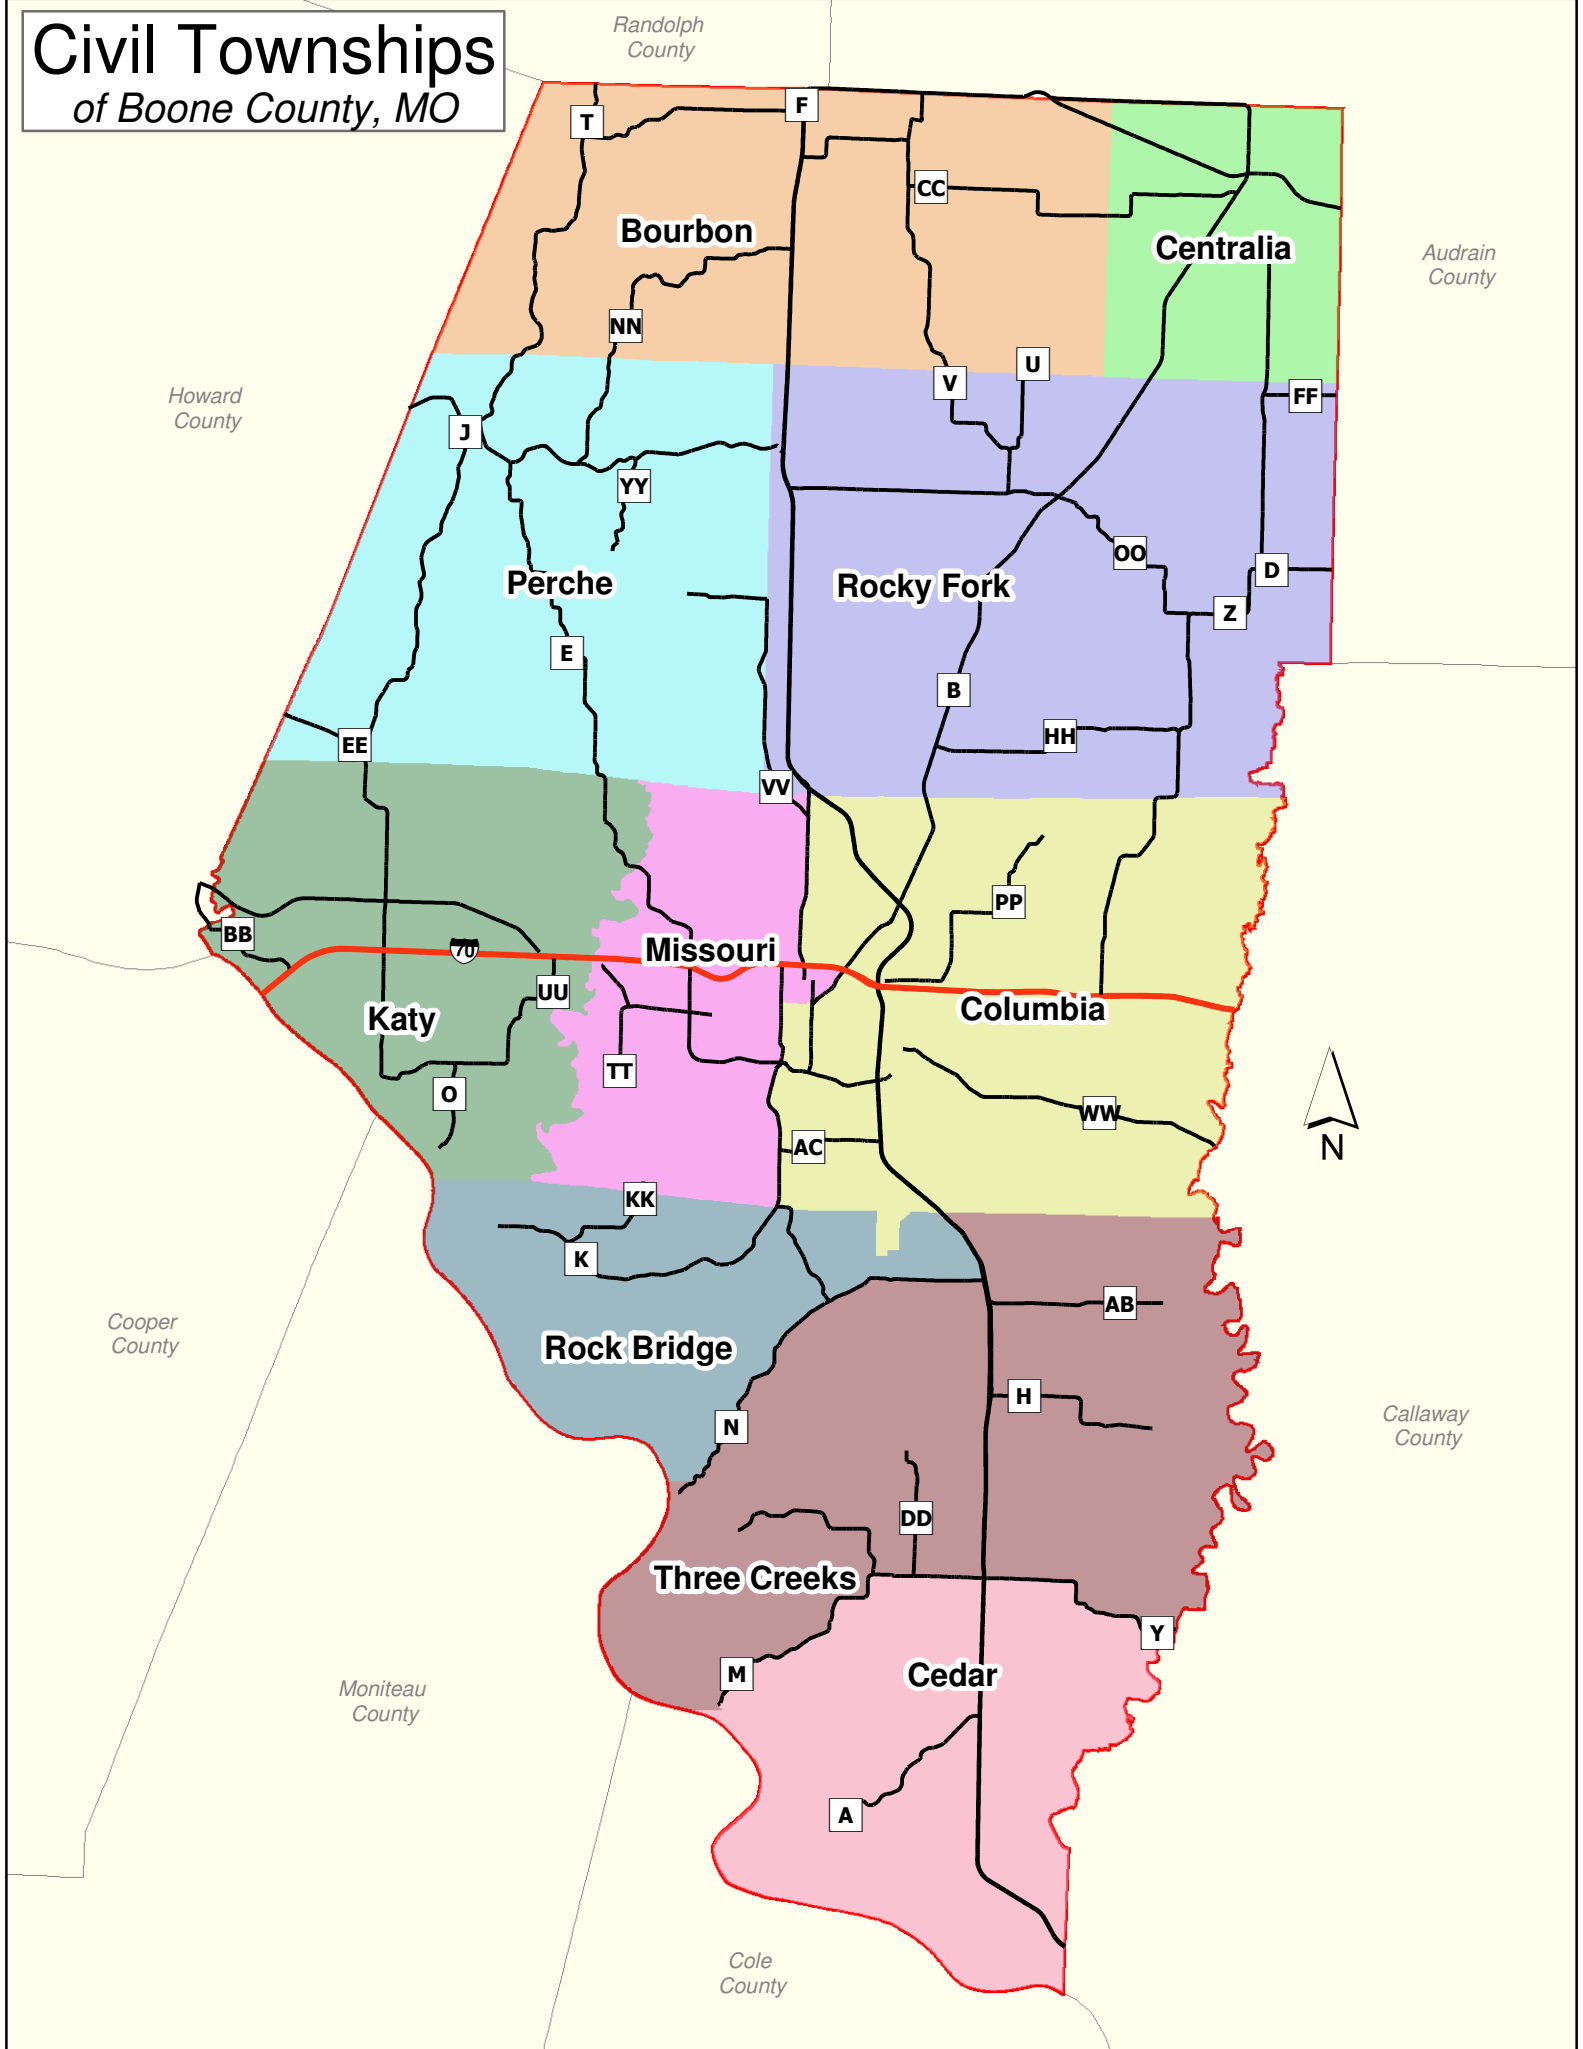 Civil Townships
of Boone County, MO
Randolph
County
F
T
CC
Bourbon
Centralia
Audrain
County
NN
U
V
FF
Howard
County
J
YY
OO
D
Perche
Rocky Fork
Z
E
B
HH
EE
VV
PP
BB
Missouri
70
UU
Columbia
Katy
TT
O
WW
AC
N
KK
K
AB
Cooper
County
Rock Bridge
H
Callaway
County
N
DD
Three Creeks
Y
M
Cedar
Moniteau
County
A
Cole
County